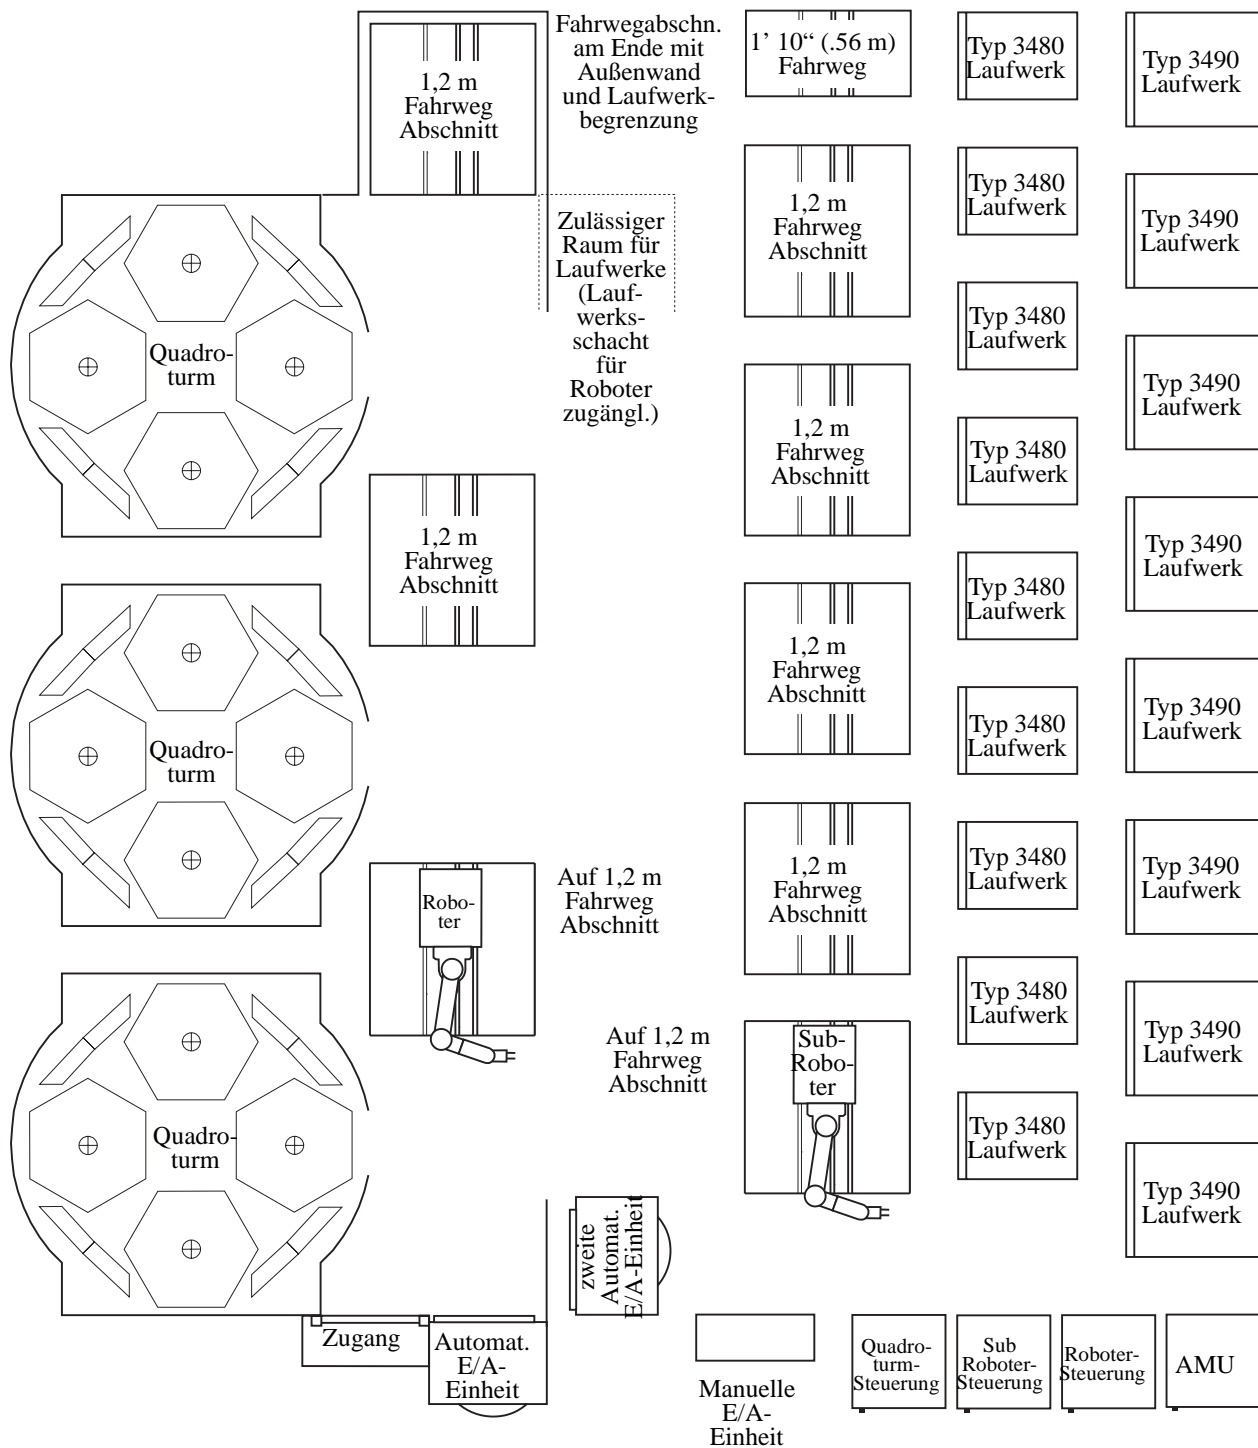 1,2 m
Fahrweg
Abschnitt
Fahrwegabschn.
am Ende mit
Außenwand
und Laufwerk-
begrenzung
1’ 10“ (.56 m)
Fahrweg
Typ 3480
Laufwerk
Typ 3490
Laufwerk
Quadro-
turm
Zulässiger
Raum für
Laufwerke
(Lauf-
werks-
schacht
für
Roboter
zugängl.)
1,2 m
Fahrweg
Abschnitt
Typ 3480
Laufwerk
Typ 3490
Laufwerk
Typ 3480
Laufwerk
Typ 3490
Laufwerk
1,2 m
Fahrweg
Abschnitt
1,2 m
Fahrweg
Abschnitt
Typ 3480
Laufwerk
Typ 3490
Laufwerk
Typ 3480
Laufwerk
Quadro-
turm
1,2 m
Fahrweg
Abschnitt
Typ 3480
Laufwerk
Typ 3490
Laufwerk
Robo-
ter
Auf 1,2 m
Fahrweg
Abschnitt
1,2 m
Fahrweg
Abschnitt
Typ 3480
Laufwerk
Typ 3490
Laufwerk
Quadro-
turm
Auf 1,2 m
Fahrweg
Abschnitt
Sub-
Robo-
ter
Typ 3480
Laufwerk
Typ 3490
Laufwerk
Typ 3480
Laufwerk
Typ 3490
Laufwerk
zweite
Automat.
E/A-Einheit
Zugang
Automat.
E/A-
Einheit
Manuelle
E/A-
Einheit
Quadro-
turm-
Steuerung
Sub
Roboter-
Steuerung
Roboter-
Steuerung
AMU